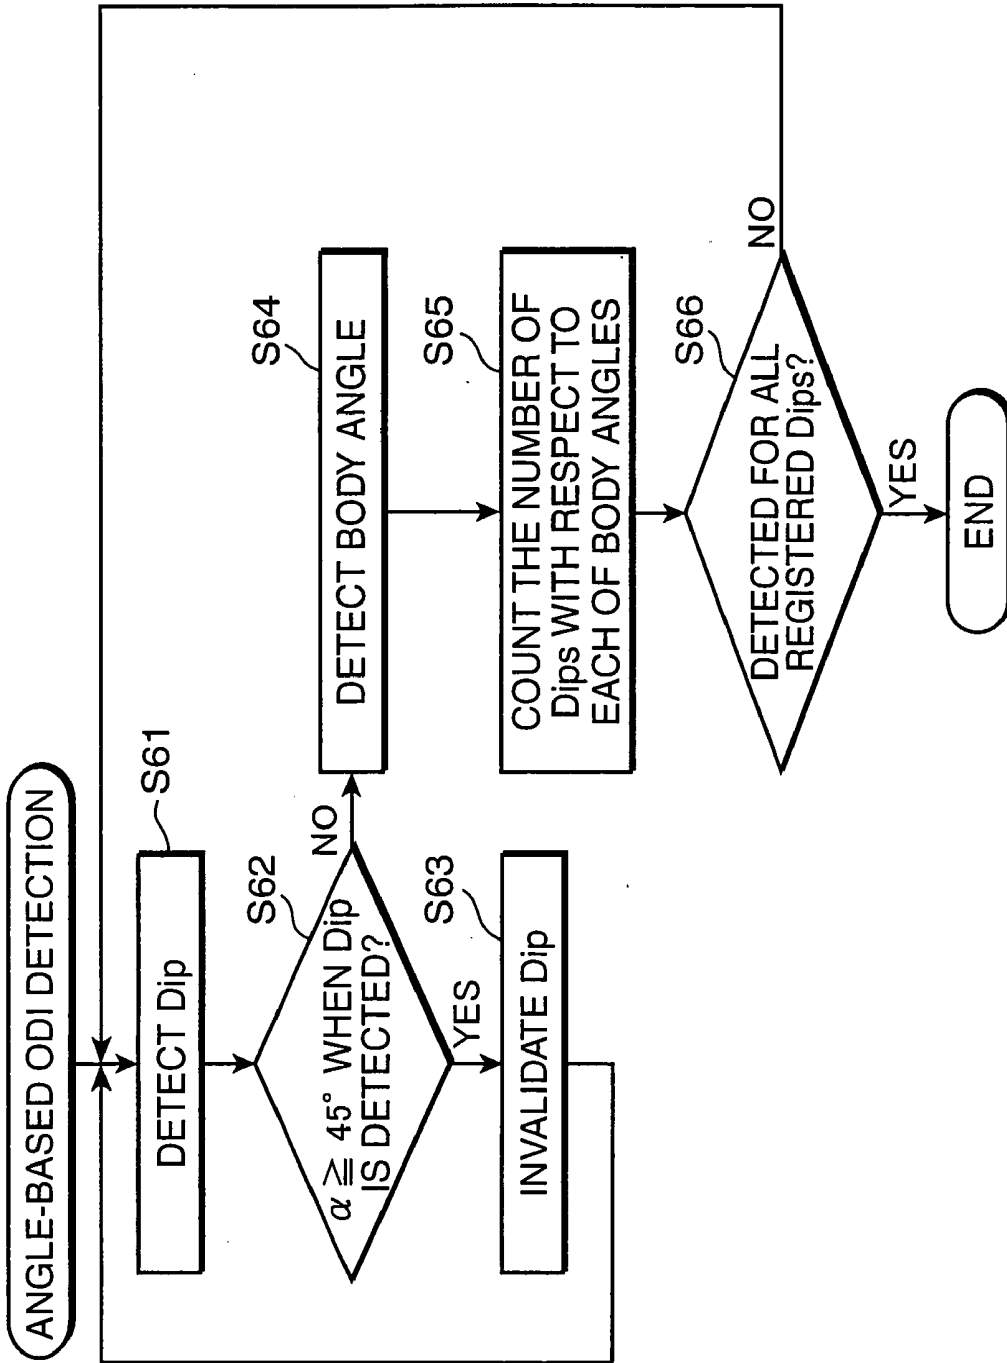 ANGLE-BASED ODI DETECTION
S61
DETECT Dip
S62
α ≧ 45° WHEN Dip
IS DETECTED?
NO
YES
S63
INVALIDATE Dip
S64
DETECT BODY ANGLE
S65
COUNT THE NUMBER OF
Dips WITH RESPECT TO
EACH OF BODY ANGLES
S66
DETECTED FOR ALL
REGISTERED Dips?
NO
YES
END